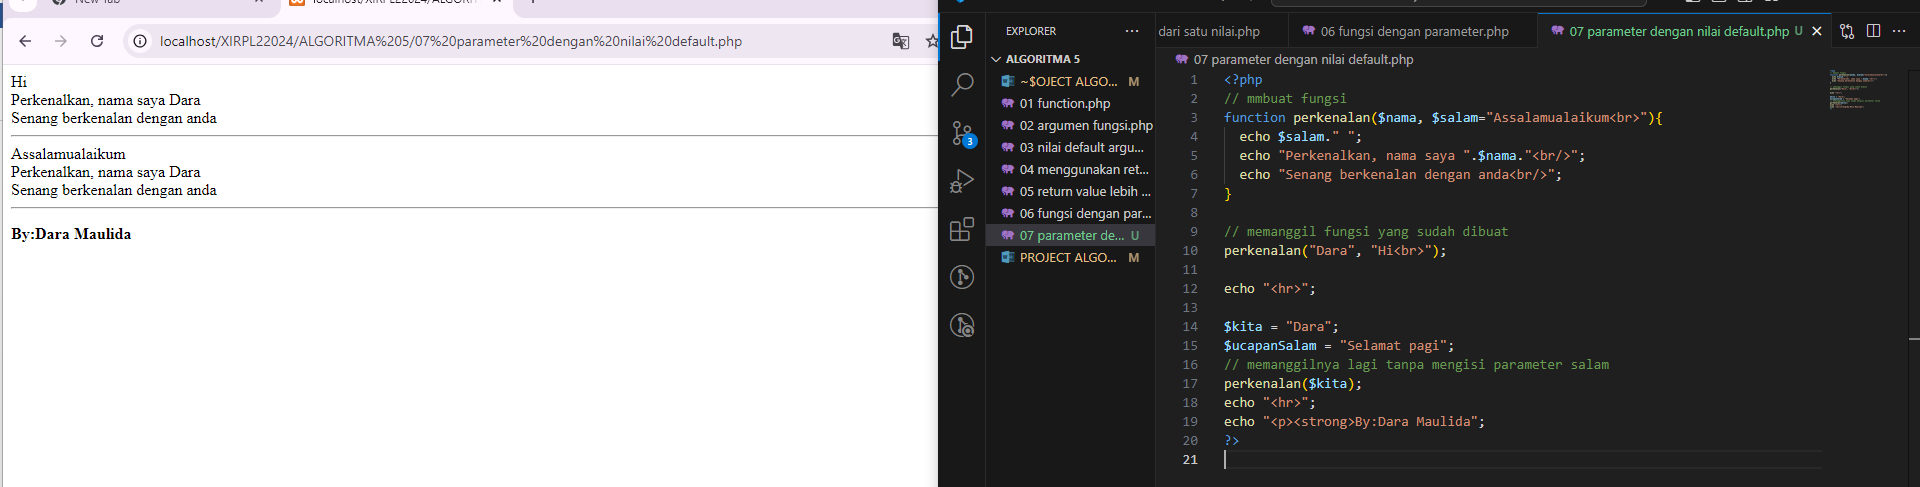 New Tab
localhost/XIRPL22024/ALGORI
localhost/XIRPL22024/ALGORITMA%205/07%20parameter%20dengan%20nilai%20default.php
Hi
Perkenalkan, nama saya Dara
Senang berkenalan dengan anda
Assalamualaikum
Perkenalkan, nama saya Dara
Senang berkenalan dengan anda
By:Dara Maulida
EXPLORER
ALGORITMA 5
~$OJECT ALGO... M
01 function.php
02 argumen fungsi.php
03 nilai default argu...
04 menggunakan ret...
05 return value lebih ...
06 fungsi dengan par...
07 parameter de... U
PROJECT ALGO... M
3
dari satu nilai.php
06 fungsi dengan parameter.php
07 parameter dengan nilai default.php U
07 parameter dengan nilai default.php
1 <?php
2 // mmbuat fungsi
3 function perkenalan($nama, $salam="Assalamualaikum<br>"){
4 echo $salam." ";
5 echo "Perkenalkan, nama saya ".$nama."<br/>";
6 echo "Senang berkenalan dengan anda<br/>";
7 }
8
9 // memanggil fungsi yang sudah dibuat
10 perkenalan("Dara", "Hi<br>");
11
12 echo "<hr>";
13
14 $kita = "Dara";
15 $ucapanSalam = "Selamat pagi";
16 // memanggilnya lagi tanpa mengisi parameter salam
17 perkenalan($kita);
18 echo "<hr>";
19 echo "<p><strong>By:Dara Maulida";
20 ?>
21